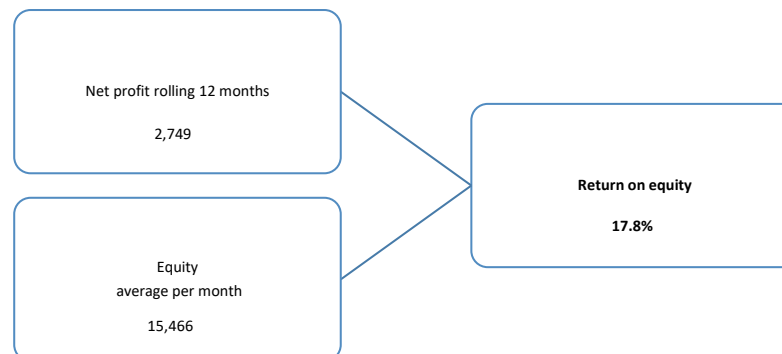 Net profit rolling 12 months
2,749
Equity
average per month
15,466
Return on equity
17.8%